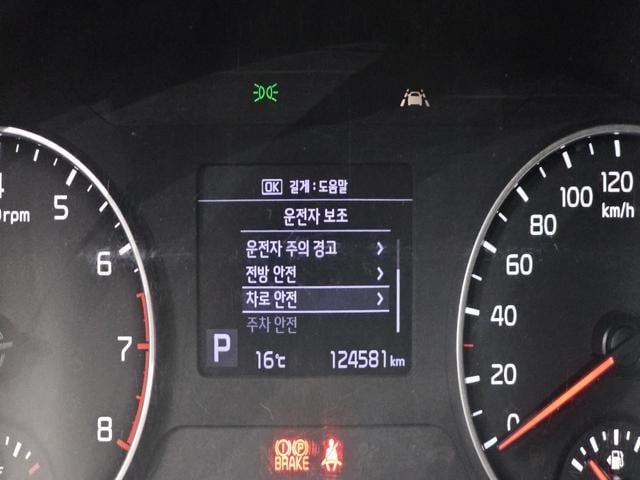 OK 길게 : 도움말
운전자 보조
운전자 주의 경고
전방 안전
차로 안전
주차 안전
P 16℃ 124581 km
rpm 5 6 7 8
0 20 40 60 80 100 120
km/h
BRAKE